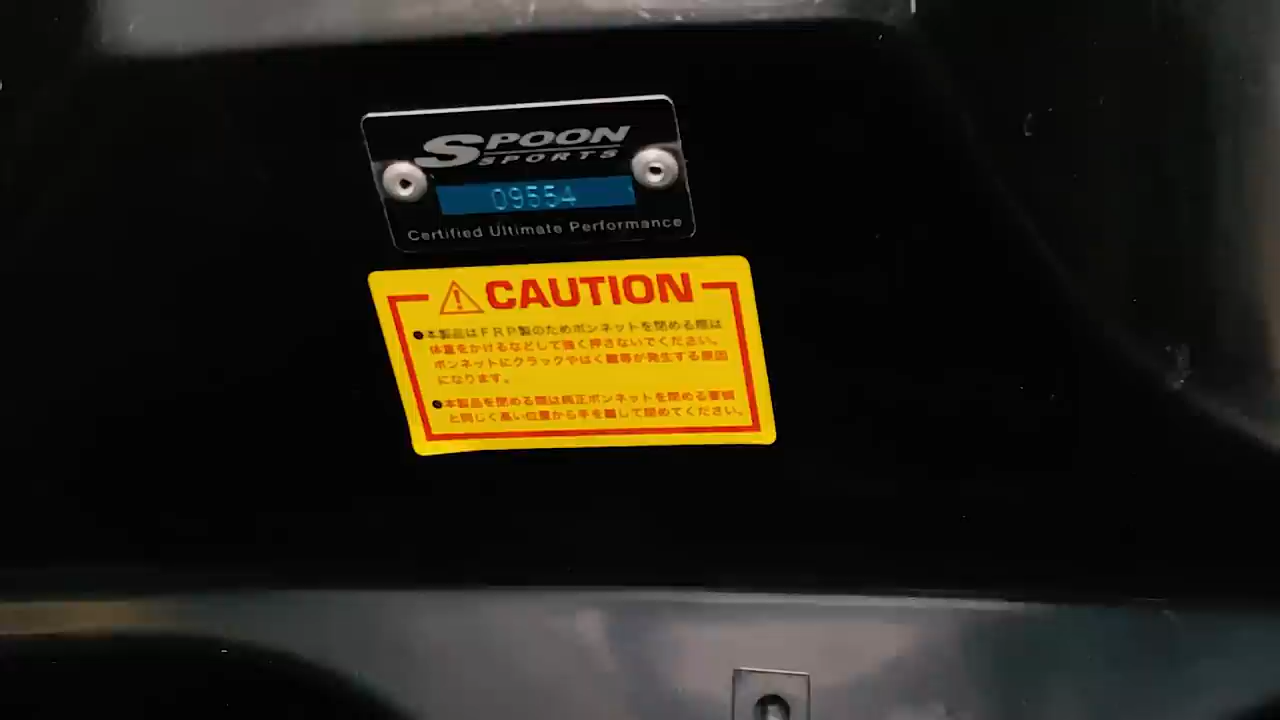 SPOON
SPORTS
09554
Certified Ultimate Performance
CAUTION
●本製品はFRP製のためボンネットを閉める際は
体重をかけるなどして強く押さないでください。
ボンネットにクラックやはく離等が発生する原因
になります。
●本製品を閉める際は純正ボンネットを閉める要領
と同じく高い位置から手を離して閉めてください。